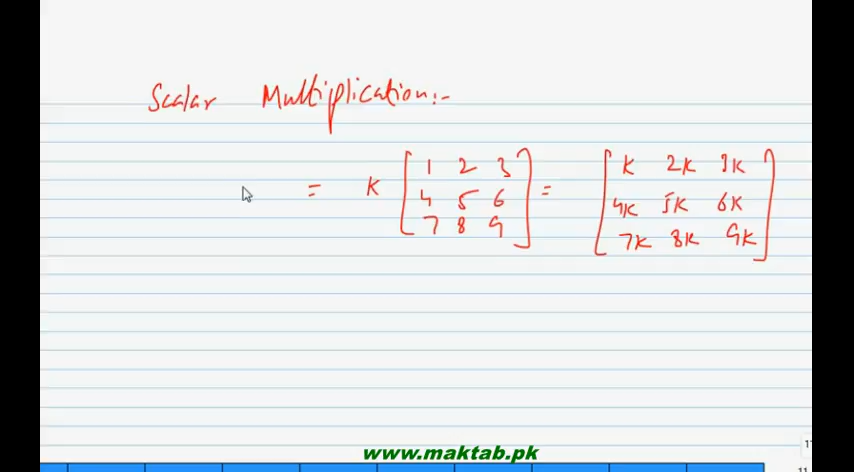 Scalar Multiplication:-
= K [ 1 2 3 ] = [ K 2K 3K ]
4 5 6 4K 5K 6K
7 8 9 7K 8K 9K
www.maktab.pk
11